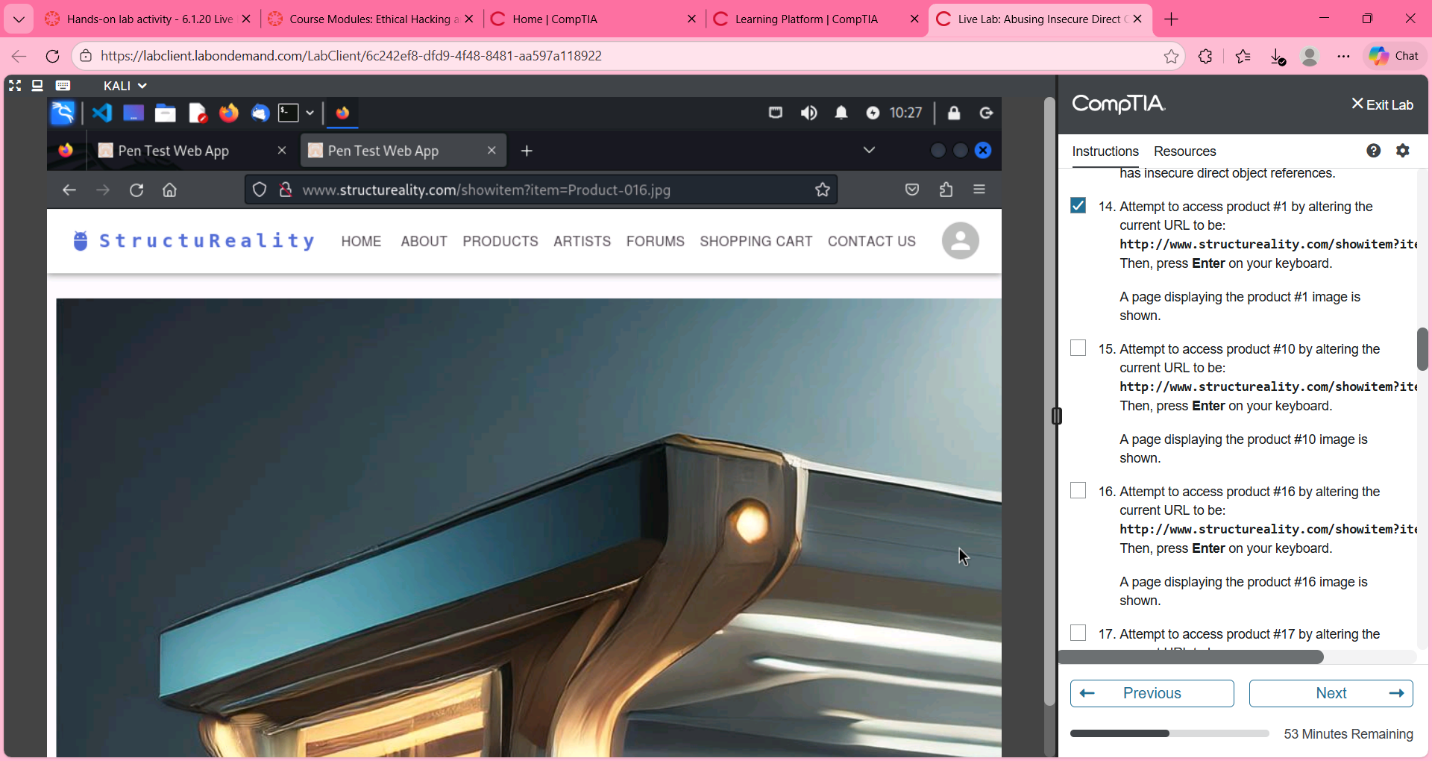 Hands-on lab activity - 6.1.20 Live
Course Modules: Ethical Hacking a
Home | CompTIA
Learning Platform | CompTIA
Live Lab: Abusing Insecure Direct
https://labclient.labondemand.com/LabClient/6c242ef8-dfd9-4f48-8481-aa597a118922
Chat
KALI
10:27
Pen Test Web App
Pen Test Web App
www.structureality.com/showitem?item=Product-016.jpg
StructuReality
HOME
ABOUT
PRODUCTS
ARTISTS
FORUMS
SHOPPING CART
CONTACT US
CompTIA.
Exit Lab
Instructions
Resources
has insecure direct object references.
14. Attempt to access product #1 by altering the
current URL to be:
http://www.structureality.com/showitem?ite
Then, press Enter on your keyboard.
A page displaying the product #1 image is
shown.
15. Attempt to access product #10 by altering the
current URL to be:
http://www.structureality.com/showitem?ite
Then, press Enter on your keyboard.
A page displaying the product #10 image is
shown.
16. Attempt to access product #16 by altering the
current URL to be:
http://www.structureality.com/showitem?ite
Then, press Enter on your keyboard.
A page displaying the product #16 image is
shown.
17. Attempt to access product #17 by altering the
Previous
Next
53 Minutes Remaining